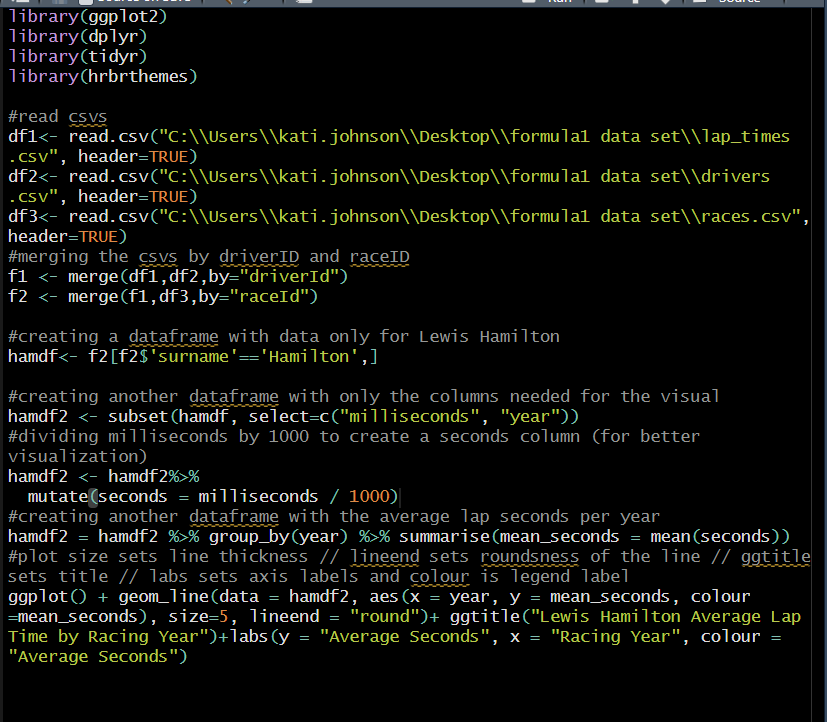 library(ggplot2)
library(dplyr)
library(tidyr)
library(hrbrthemes)
#read csvs
df1<- read.csv("C:\\Users\\kati.johnson\\Desktop\\formula1 data set\\lap_times
.csv", header=TRUE)
df2<- read.csv("C:\\Users\\kati.johnson\\Desktop\\formula1 data set\\drivers
.csv", header=TRUE)
df3<- read.csv("C:\\Users\\kati.johnson\\Desktop\\formula1 data set\\races.csv",
header=TRUE)
#merging the csvs by driverID and raceID
f1 <- merge(df1,df2,by="driverId")
f2 <- merge(f1,df3,by="raceId")
#creating a dataframe with data only for Lewis Hamilton
hamdf<- f2[f2$'surname'=='Hamilton',]
#creating another dataframe with only the columns needed for the visual
hamdf2 <- subset(hamdf, select=c("milliseconds", "year"))
#dividing milliseconds by 1000 to create a seconds column (for better
visualization)
hamdf2 <- hamdf2%>%
mutate(seconds = milliseconds / 1000)
#creating another dataframe with the average lap seconds per year
hamdf2 = hamdf2 %>% group_by(year) %>% summarise(mean_seconds = mean(seconds))
#plot size sets line thickness // lineend sets roundsness of the line // ggtitle
sets title // labs sets axis labels and colour is legend label
ggplot() + geom_line(data = hamdf2, aes(x = year, y = mean_seconds, colour
=mean_seconds), size=5, lineend = "round")+ ggtitle("Lewis Hamilton Average Lap
Time by Racing Year")+labs(y = "Average Seconds", x = "Racing Year", colour =
"Average Seconds")